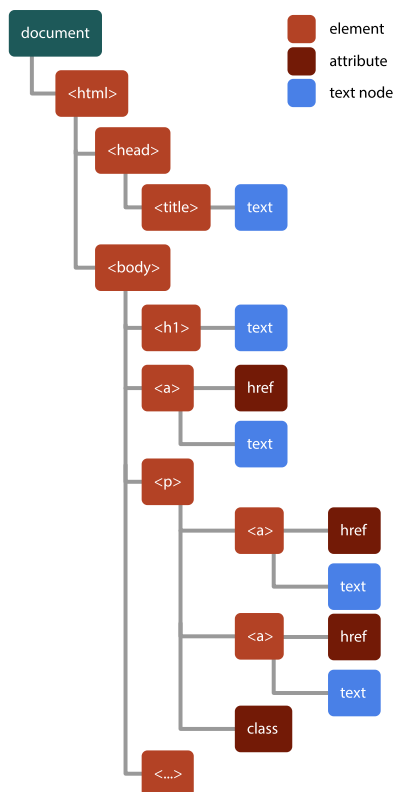 document
element
attribute
text node
<html>
<head>
<title> text
<body>
<h1> text
<a> href
text
<p>
<a> href
text
<a> href
text
class
<...>